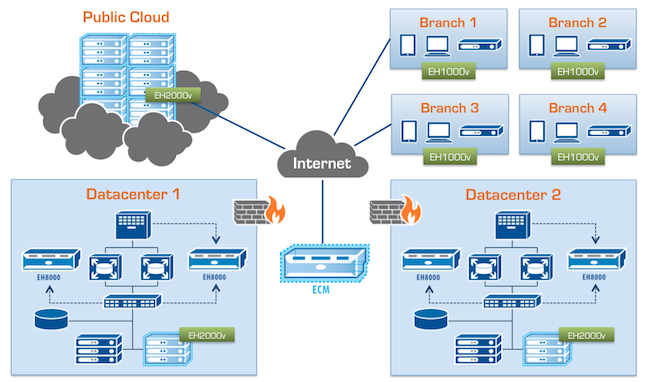 Public Cloud
EH2000v
Branch 1
EH1000v
Branch 2
EH1000v
Branch 3
EH1000v
Branch 4
EH1000v
Internet
Datacenter 1
EH8000
EH8000
EH2000v
ECM
Datacenter 2
EH8000
EH8000
EH2000v